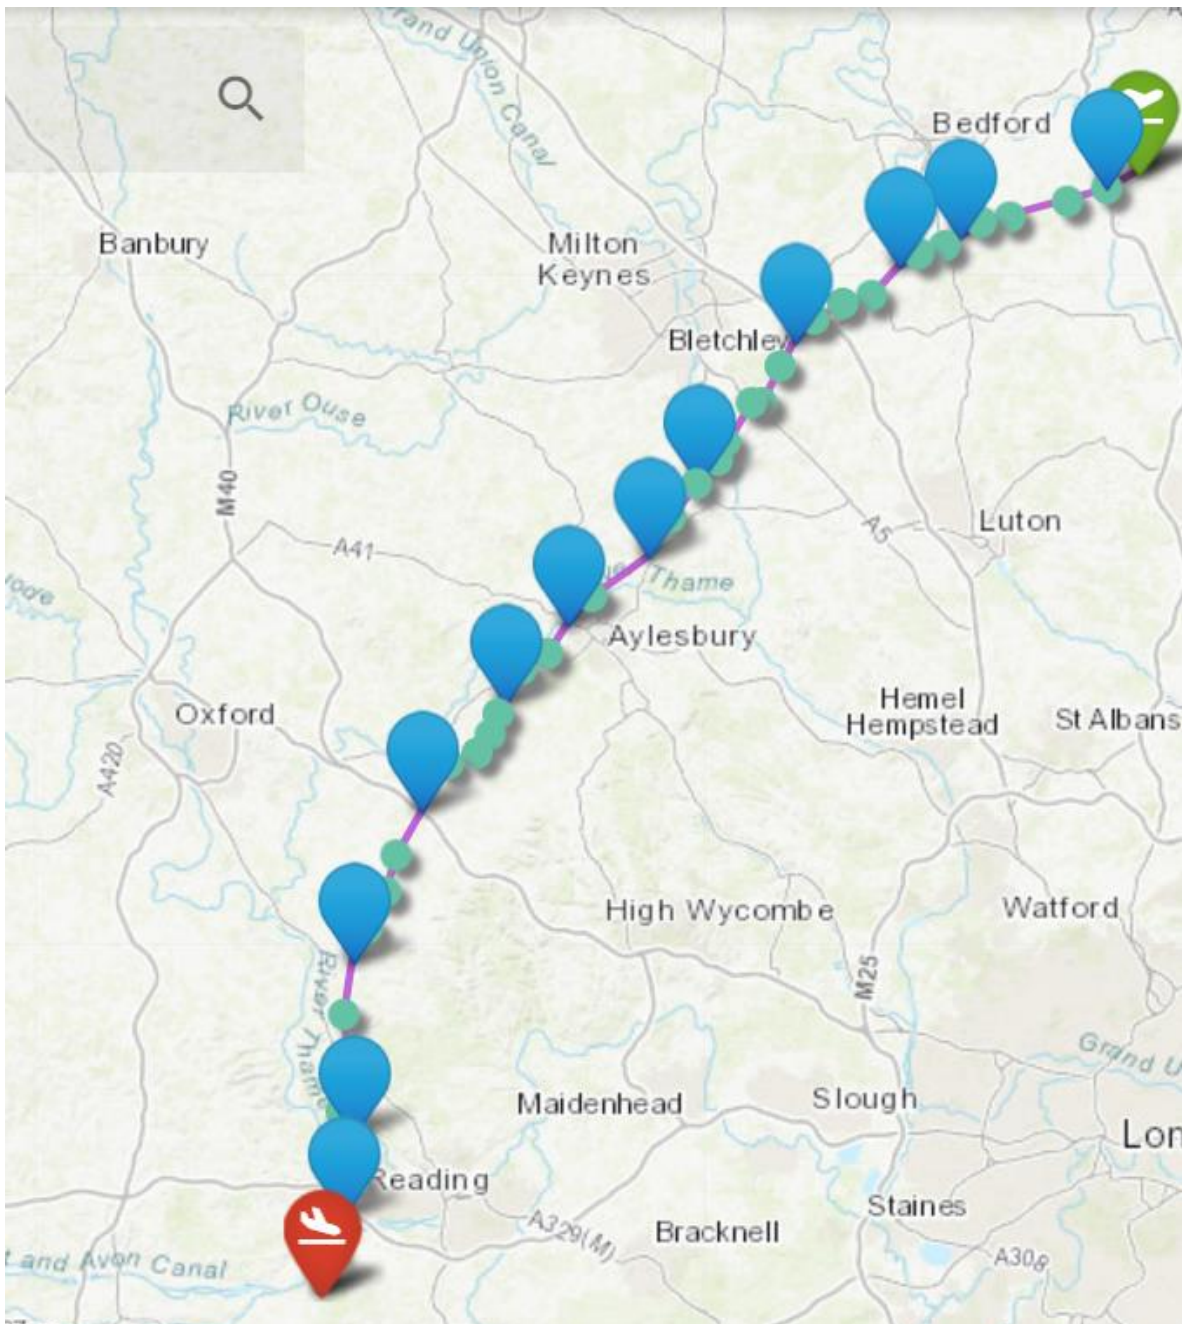 Grand Union Canal
Bedford
Banbury
Milton
Keynes
Bletchley
River Ouse
M40
A41
A5
Luton
Thame
Aylesbury
Oxford
Hemel
Hempstead
St Albans
A420
High Wycombe
Watford
M25
River Thame
Grand U
Maidenhead
Slough
Lon
Reading
Staines
A329(M)
Bracknell
t and Avon Canal
A308